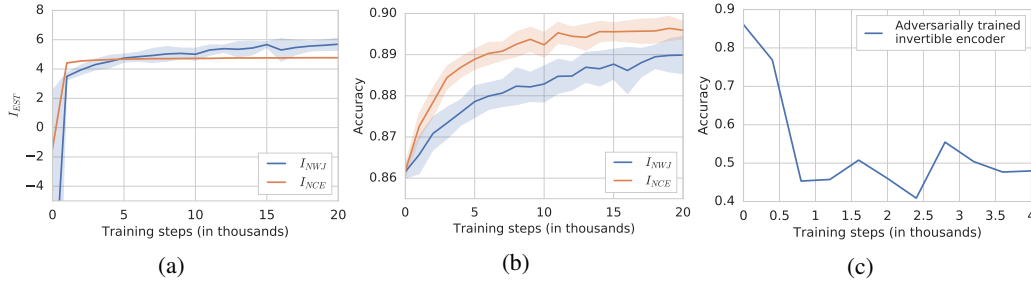 8
6
4
2
0
−2
−4
I_EST
I_NWJ
I_NCE
0 5 10 15 20
Training steps (in thousands)
(a)
0.90
0.89
0.88
0.87
0.86
Accuracy
I_NWJ
I_NCE
0 5 10 15 20
Training steps (in thousands)
(b)
0.9
0.8
0.7
0.6
0.5
0.4
Accuracy
Adversarially trained
invertible encoder
0 0.5 1 1.5 2 2.5 3 3.5 4
Training steps (in thousands)
(c)